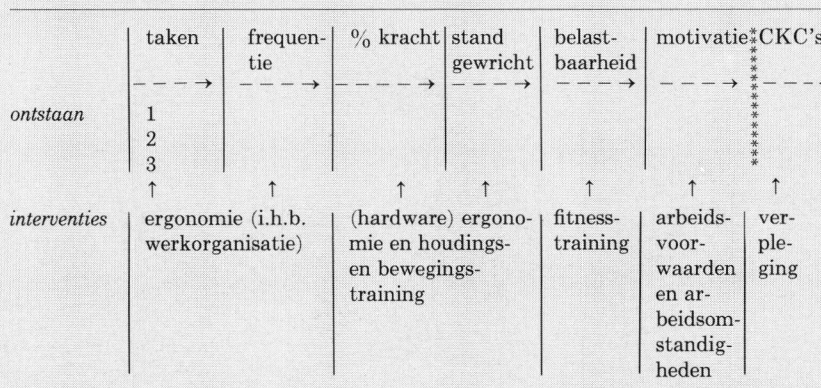 taken frequen- % kracht stand belast- motivatie CKC's
tie gewricht baarheid
ontstaan 1
2
3
interventies ergonomie (i.h.b. (hardware) ergono- fitness- arbeids- ver-
werkorganisatie) mie en houdings- training voor- ple-
en bewegings- waarden ging
training en ar-
beidsom-
standig-
heden